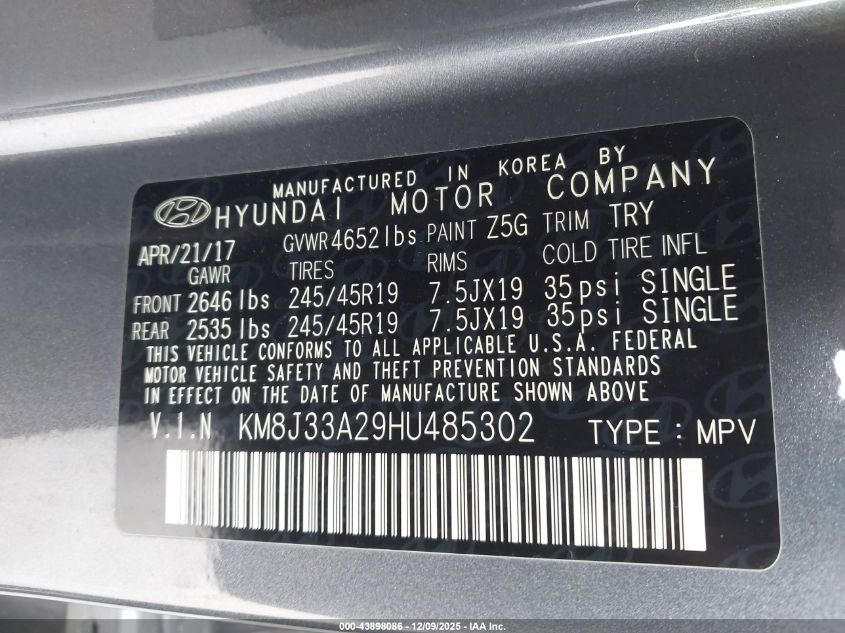 MANUFACTURED IN KOREA BY
HYUNDAI MOTOR COMPANY
APR/21/17 GVWR 4652 lbs PAINT Z5G TRIM TRY
GAWR TIRES RIMS COLD TIRE INFL
FRONT 2646 lbs 245/45R19 7.5JX19 35psi SINGLE
REAR 2535 lbs 245/45R19 7.5JX19 35psi SINGLE
THIS VEHICLE CONFORMS TO ALL APPLICABLE U.S.A. FEDERAL
MOTOR VEHICLE SAFETY AND THEFT PREVENTION STANDARDS
IN EFFECT ON THE DATE OF MANUFACTURE SHOWN ABOVE
V.I.N KM8J33A29HU485302 TYPE : MPV
000-43898086 - 12/09/2025 - IAA Inc.